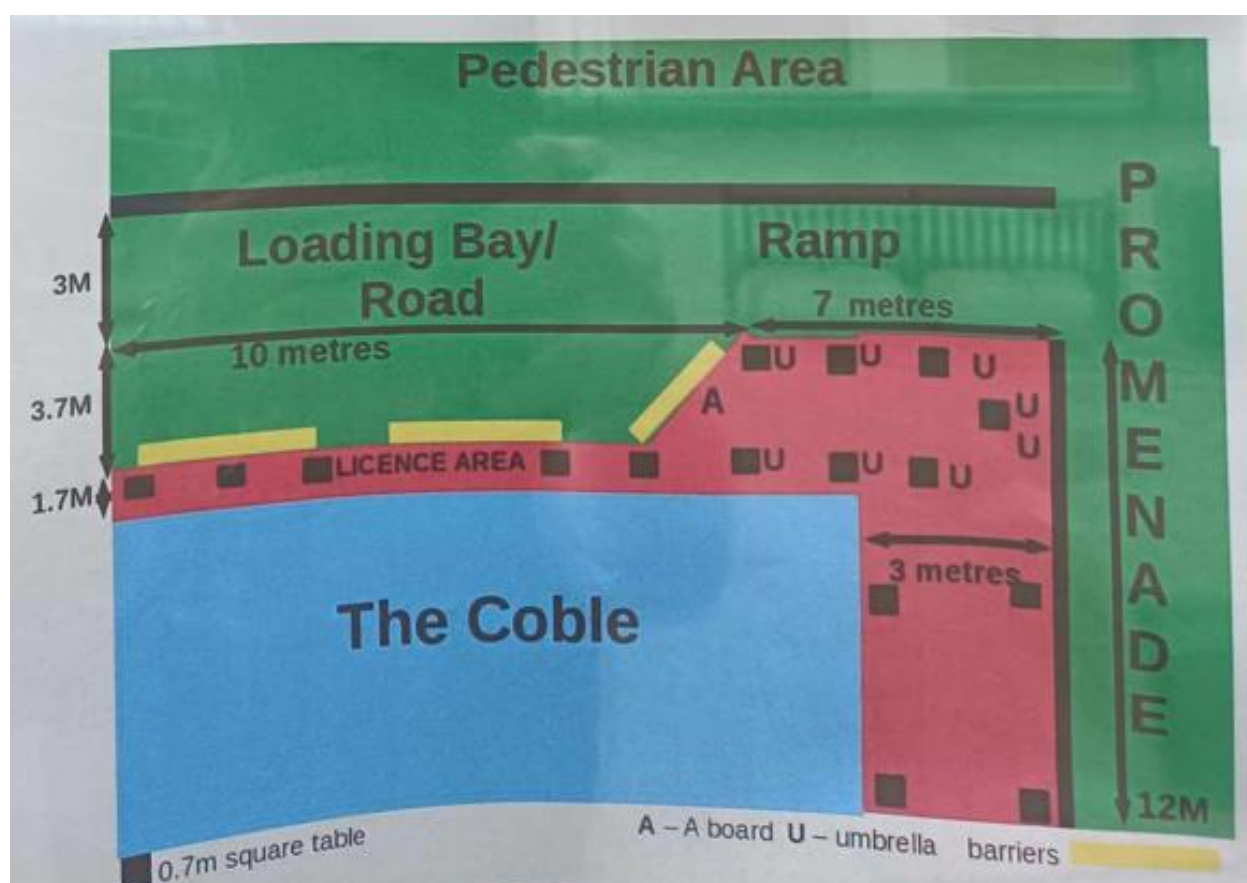 Pedestrian Area
PROMENADE
Loading Bay/
Road
Ramp
3M
7 metres
10 metres
U U U
3.7M
A
U
U
LICENCE AREA
U U U
1.7M
3 metres
The Coble
12M
0.7m square table
A – A board U – umbrella barriers